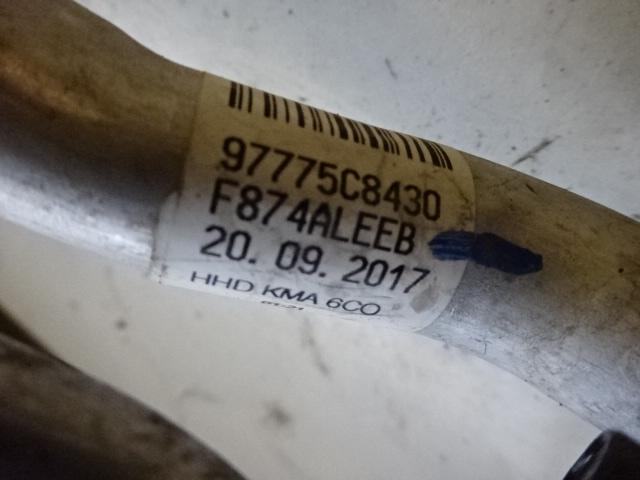 97775C8430
F874ALEEB
20. 09. 2017
HHD KMA 6CO